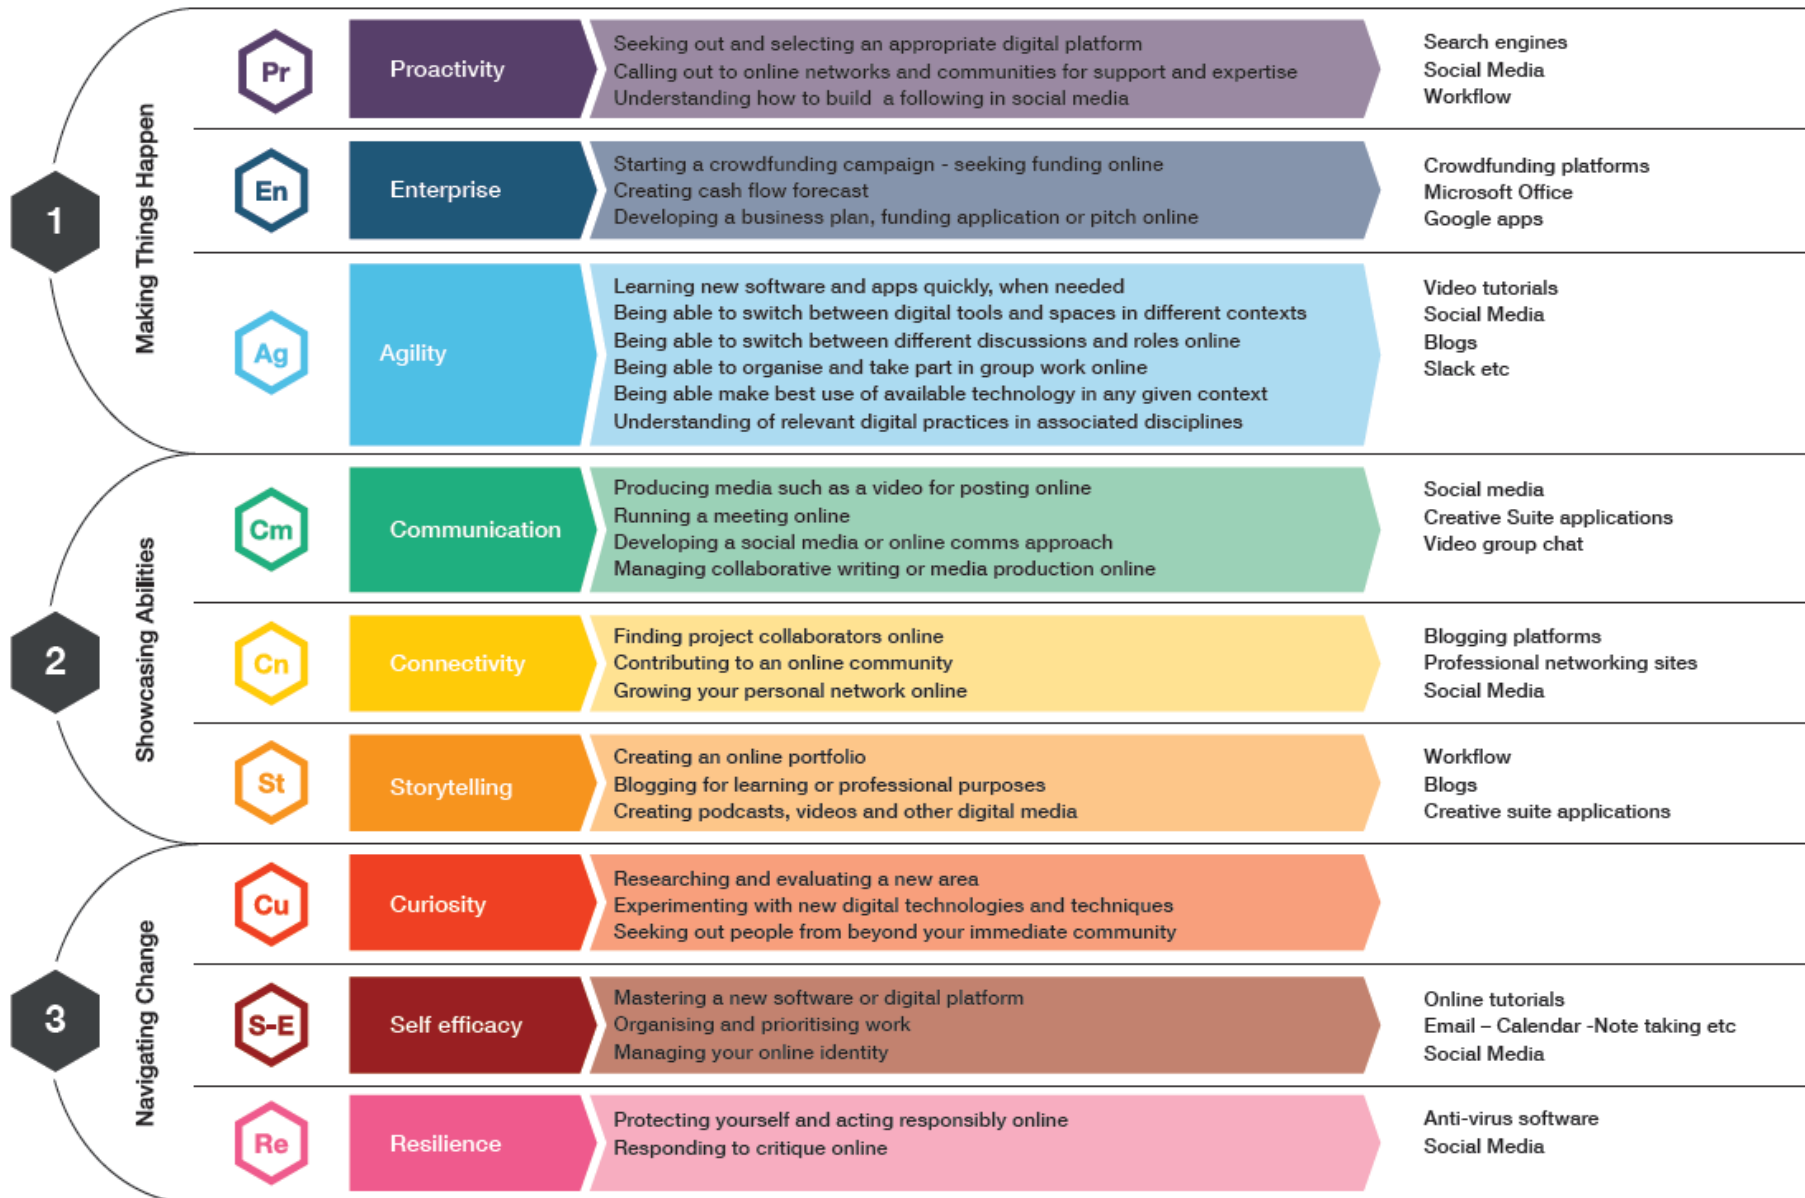 1
Making Things Happen
Pr
Proactivity
Seeking out and selecting an appropriate digital platform
Calling out to online networks and communities for support and expertise
Understanding how to build a following in social media
Search engines
Social Media
Workflow
En
Enterprise
Starting a crowdfunding campaign - seeking funding online
Creating cash flow forecast
Developing a business plan, funding application or pitch online
Crowdfunding platforms
Microsoft Office
Google apps
Ag
Agility
Learning new software and apps quickly, when needed
Being able to switch between digital tools and spaces in different contexts
Being able to switch between different discussions and roles online
Being able to organise and take part in group work online
Being able make best use of available technology in any given context
Understanding of relevant digital practices in associated disciplines
Video tutorials
Social Media
Blogs
Slack etc
2
Showcasing Abilities
Cm
Communication
Producing media such as a video for posting online
Running a meeting online
Developing a social media or online comms approach
Managing collaborative writing or media production online
Social media
Creative Suite applications
Video group chat
Cn
Connectivity
Finding project collaborators online
Contributing to an online community
Growing your personal network online
Blogging platforms
Professional networking sites
Social Media
St
Storytelling
Creating an online portfolio
Blogging for learning or professional purposes
Creating podcasts, videos and other digital media
Workflow
Blogs
Creative suite applications
3
Navigating Change
Cu
Curiosity
Researching and evaluating a new area
Experimenting with new digital technologies and techniques
Seeking out people from beyond your immediate community
S-E
Self efficacy
Mastering a new software or digital platform
Organising and prioritising work
Managing your online identity
Online tutorials
Email – Calendar -Note taking etc
Social Media
Re
Resilience
Protecting yourself and acting responsibly online
Responding to critique online
Anti-virus software
Social Media